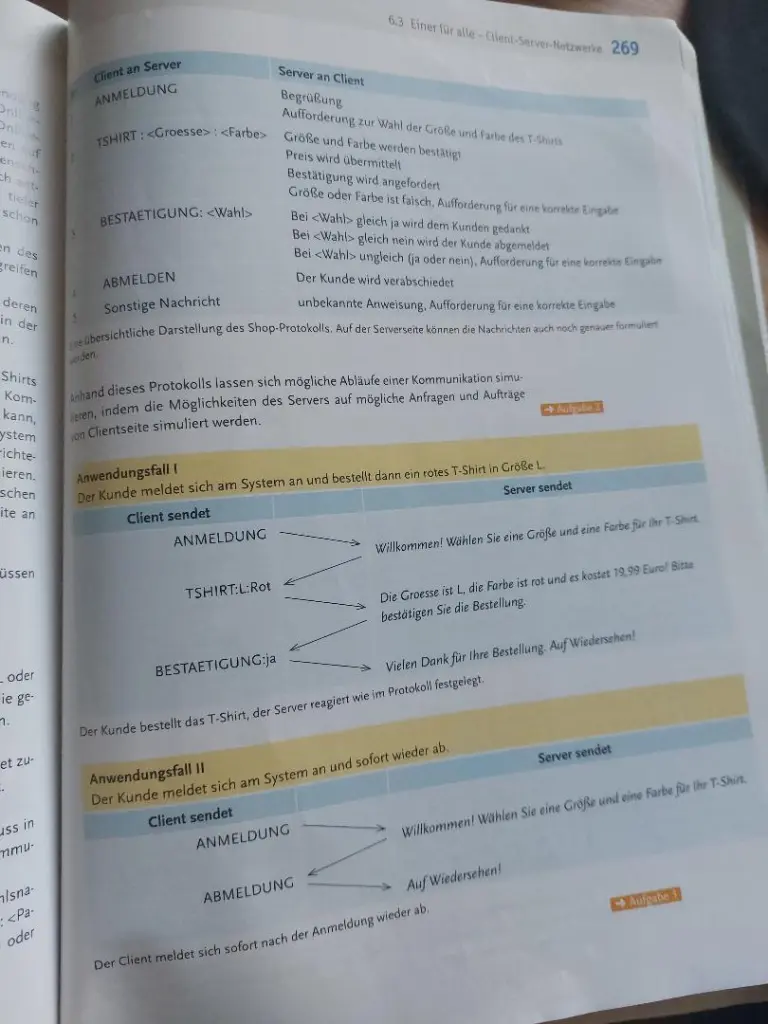 6.3 Einer für alle – Client-Server-Netzwerke 269
Client an Server Server an Client
ANMELDUNG Begrüßung
Aufforderung zur Wahl der Größe und Farbe des T-Shirts
TSHIRT : <Groesse> : <Farbe> Größe und Farbe werden bestätigt
Preis wird übermittelt
Bestätigung wird angefordert
Größe oder Farbe ist falsch, Aufforderung für eine korrekte Eingabe
BESTAETIGUNG: <Wahl> Bei <Wahl> gleich ja wird dem Kunden gedankt
Bei <Wahl> gleich nein wird der Kunde abgemeldet
Bei <Wahl> ungleich (ja oder nein), Aufforderung für eine korrekte Eingabe
ABMELDEN Der Kunde wird verabschiedet
Sonstige Nachricht unbekannte Anweisung, Aufforderung für eine korrekte Eingabe
übersichtliche Darstellung des Shop-Protokolls. Auf der Serverseite können die Nachrichten auch noch genauer formuliert
werden.
Anhand dieses Protokolls lassen sich mögliche Abläufe einer Kommunikation simu-
lieren, indem die Möglichkeiten des Servers auf mögliche Anfragen und Aufträge
von Clientseite simuliert werden.
→ Aufgabe 2
Anwendungsfall I
Der Kunde meldet sich am System an und bestellt dann ein rotes T-Shirt in Größe L.
Client sendet Server sendet
ANMELDUNG
Willkommen! Wählen Sie eine Größe und eine Farbe für Ihr T-Shirt.
TSHIRT:L:Rot
Die Groesse ist L, die Farbe ist rot und es kostet 19,99 Euro! Bitte
bestätigen Sie die Bestellung.
BESTAETIGUNG:ja
Vielen Dank für Ihre Bestellung. Auf Wiedersehen!
Der Kunde bestellt das T-Shirt, der Server reagiert wie im Protokoll festgelegt.
Anwendungsfall II
Der Kunde meldet sich am System an und sofort wieder ab.
Client sendet Server sendet
ANMELDUNG
Willkommen! Wählen Sie eine Größe und eine Farbe für Ihr T-Shirt.
ABMELDUNG
Auf Wiedersehen!
→ Aufgabe 3
Der Client meldet sich sofort nach der Anmeldung wieder ab.